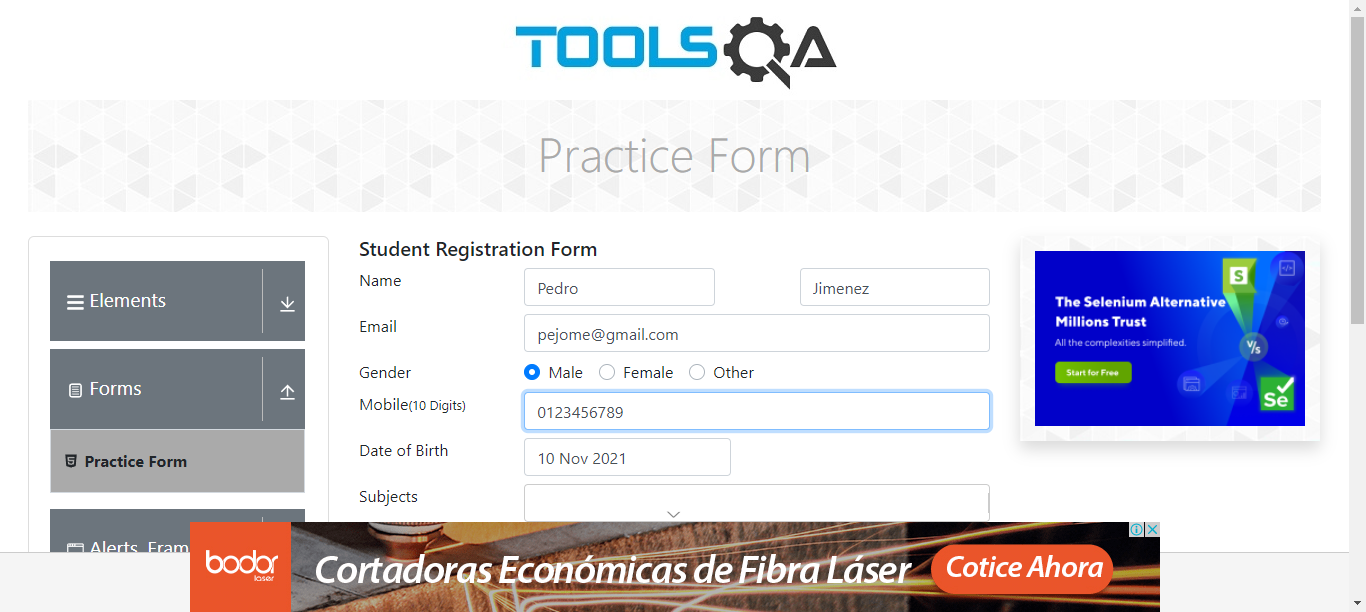 TOOLSQA
Practice Form
Elements
Forms
Practice Form
Alerts, Fram
Student Registration Form
Name
Pedro
Jimenez
Email
pejome@gmail.com
Gender
Male
Female
Other
Mobile(10 Digits)
0123456789
Date of Birth
10 Nov 2021
Subjects
The Selenium Alternative
Millions Trust
All the complexities simplified.
Start for Free
V/s
S
Se
bodor
laser
Cortadoras Económicas de Fibra Láser
Cotice Ahora